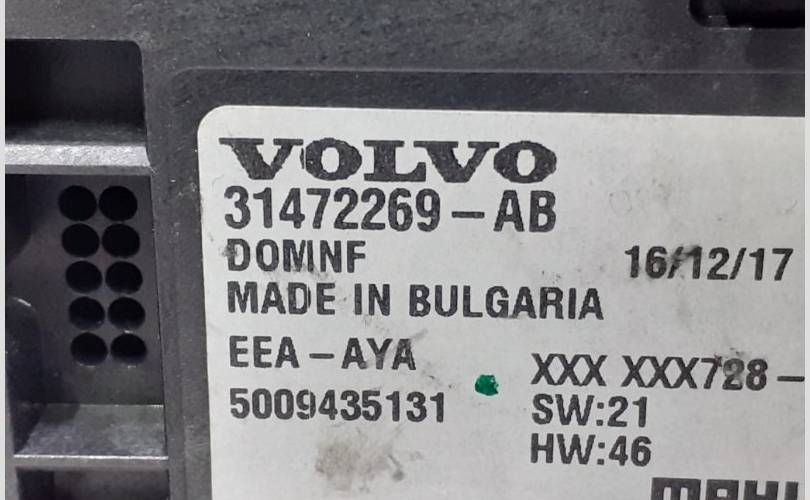 VOLVO
31472269-AB
DOMNF 16/12/17
MADE IN BULGARIA
EEA-AYA
XXX XXX728-
5009435131
SW:21
HW:46